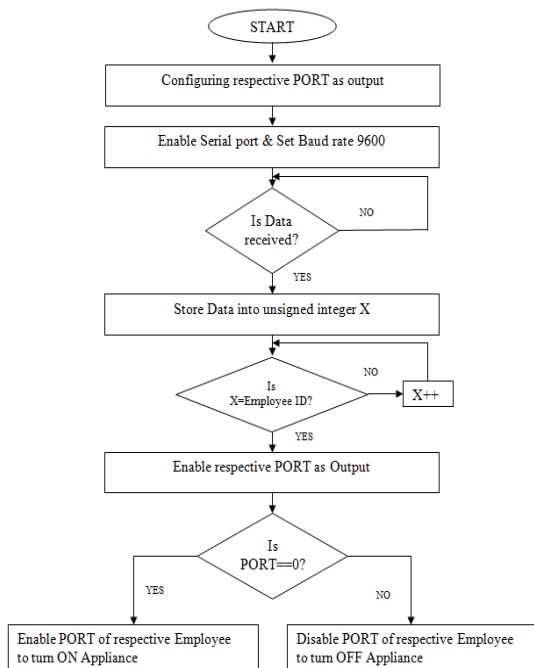 START
Configuring respective PORT as output
Enable Serial port & Set Baud rate 9600
Is Data
received?
NO
YES
Store Data into unsigned integer X
Is
X=Employee ID?
NO
X++
YES
Enable respective PORT as Output
Is
PORT==0?
YES
NO
Enable PORT of respective Employee
to turn ON Appliance
Disable PORT of respective Employee
to turn OFF Appliance